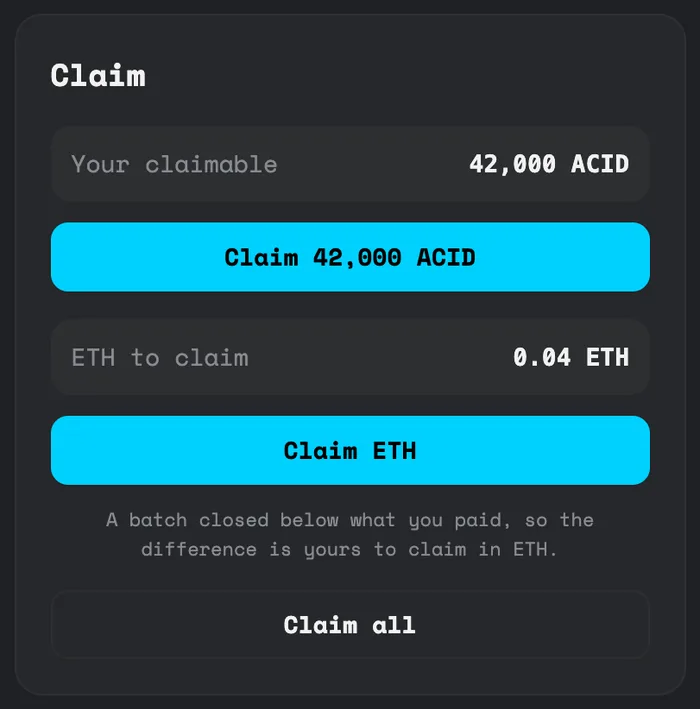 Claim
Your claimable 42,000 ACID
Claim 42,000 ACID
ETH to claim 0.04 ETH
Claim ETH
A batch closed below what you paid, so the
difference is yours to claim in ETH.
Claim all